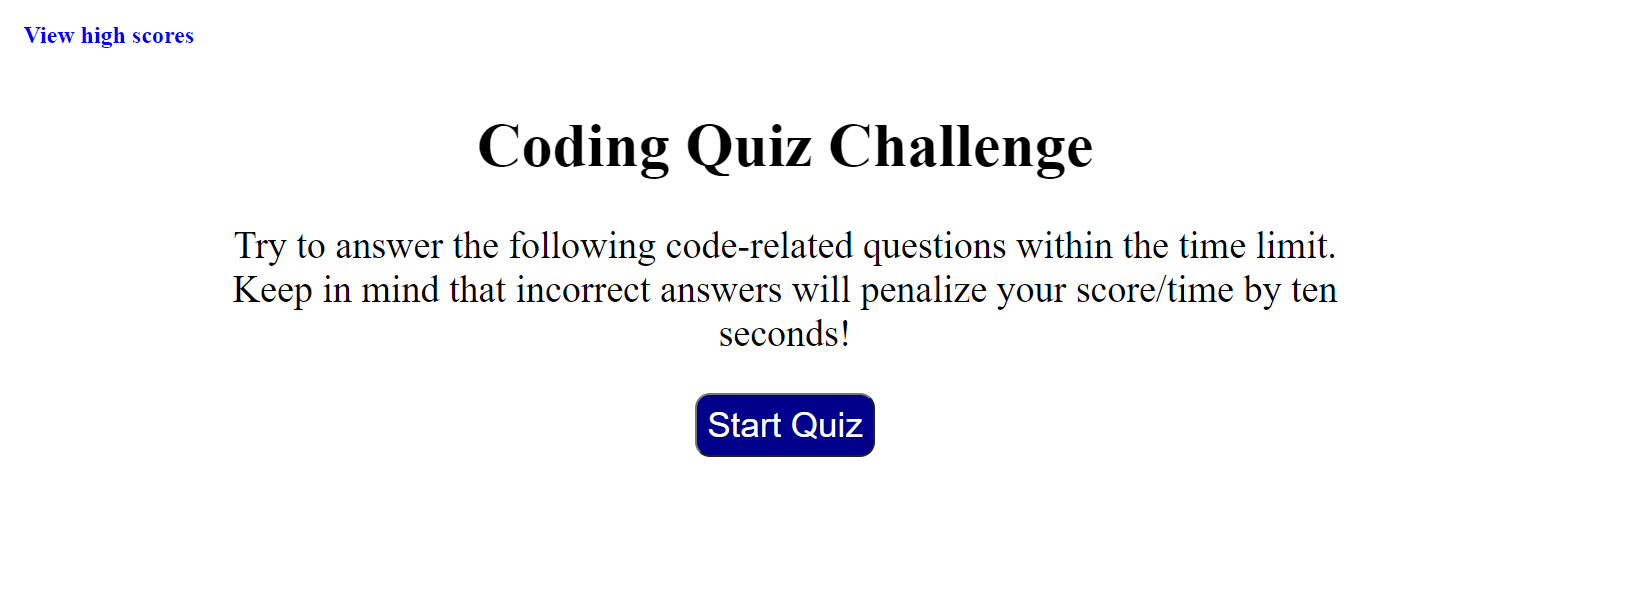 View high scores
Coding Quiz Challenge
Try to answer the following code-related questions within the time limit.
Keep in mind that incorrect answers will penalize your score/time by ten
seconds!
Start Quiz